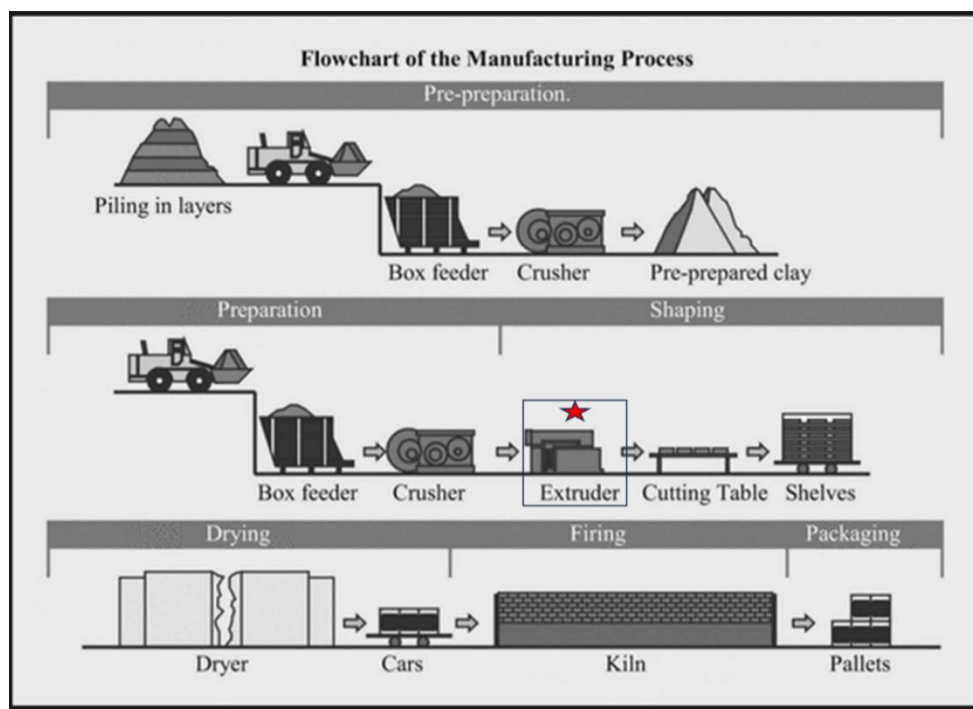 Flowchart of the Manufacturing Process
Pre-preparation.
Piling in layers
Box feeder Crusher Pre-prepared clay
Preparation Shaping
Box feeder Crusher Extruder Cutting Table Shelves
Drying Firing Packaging
Dryer Cars Kiln Pallets